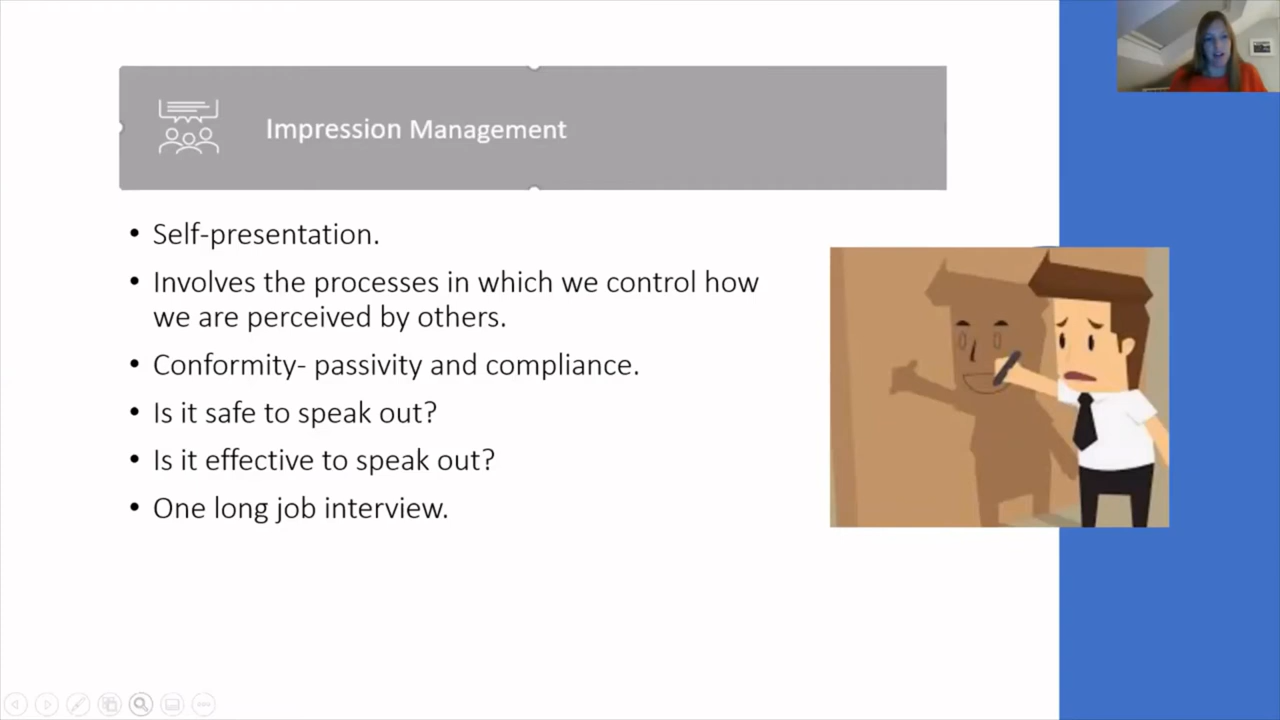 Impression Management
• Self-presentation.
• Involves the processes in which we control how
we are perceived by others.
• Conformity- passivity and compliance.
• Is it safe to speak out?
• Is it effective to speak out?
• One long job interview.